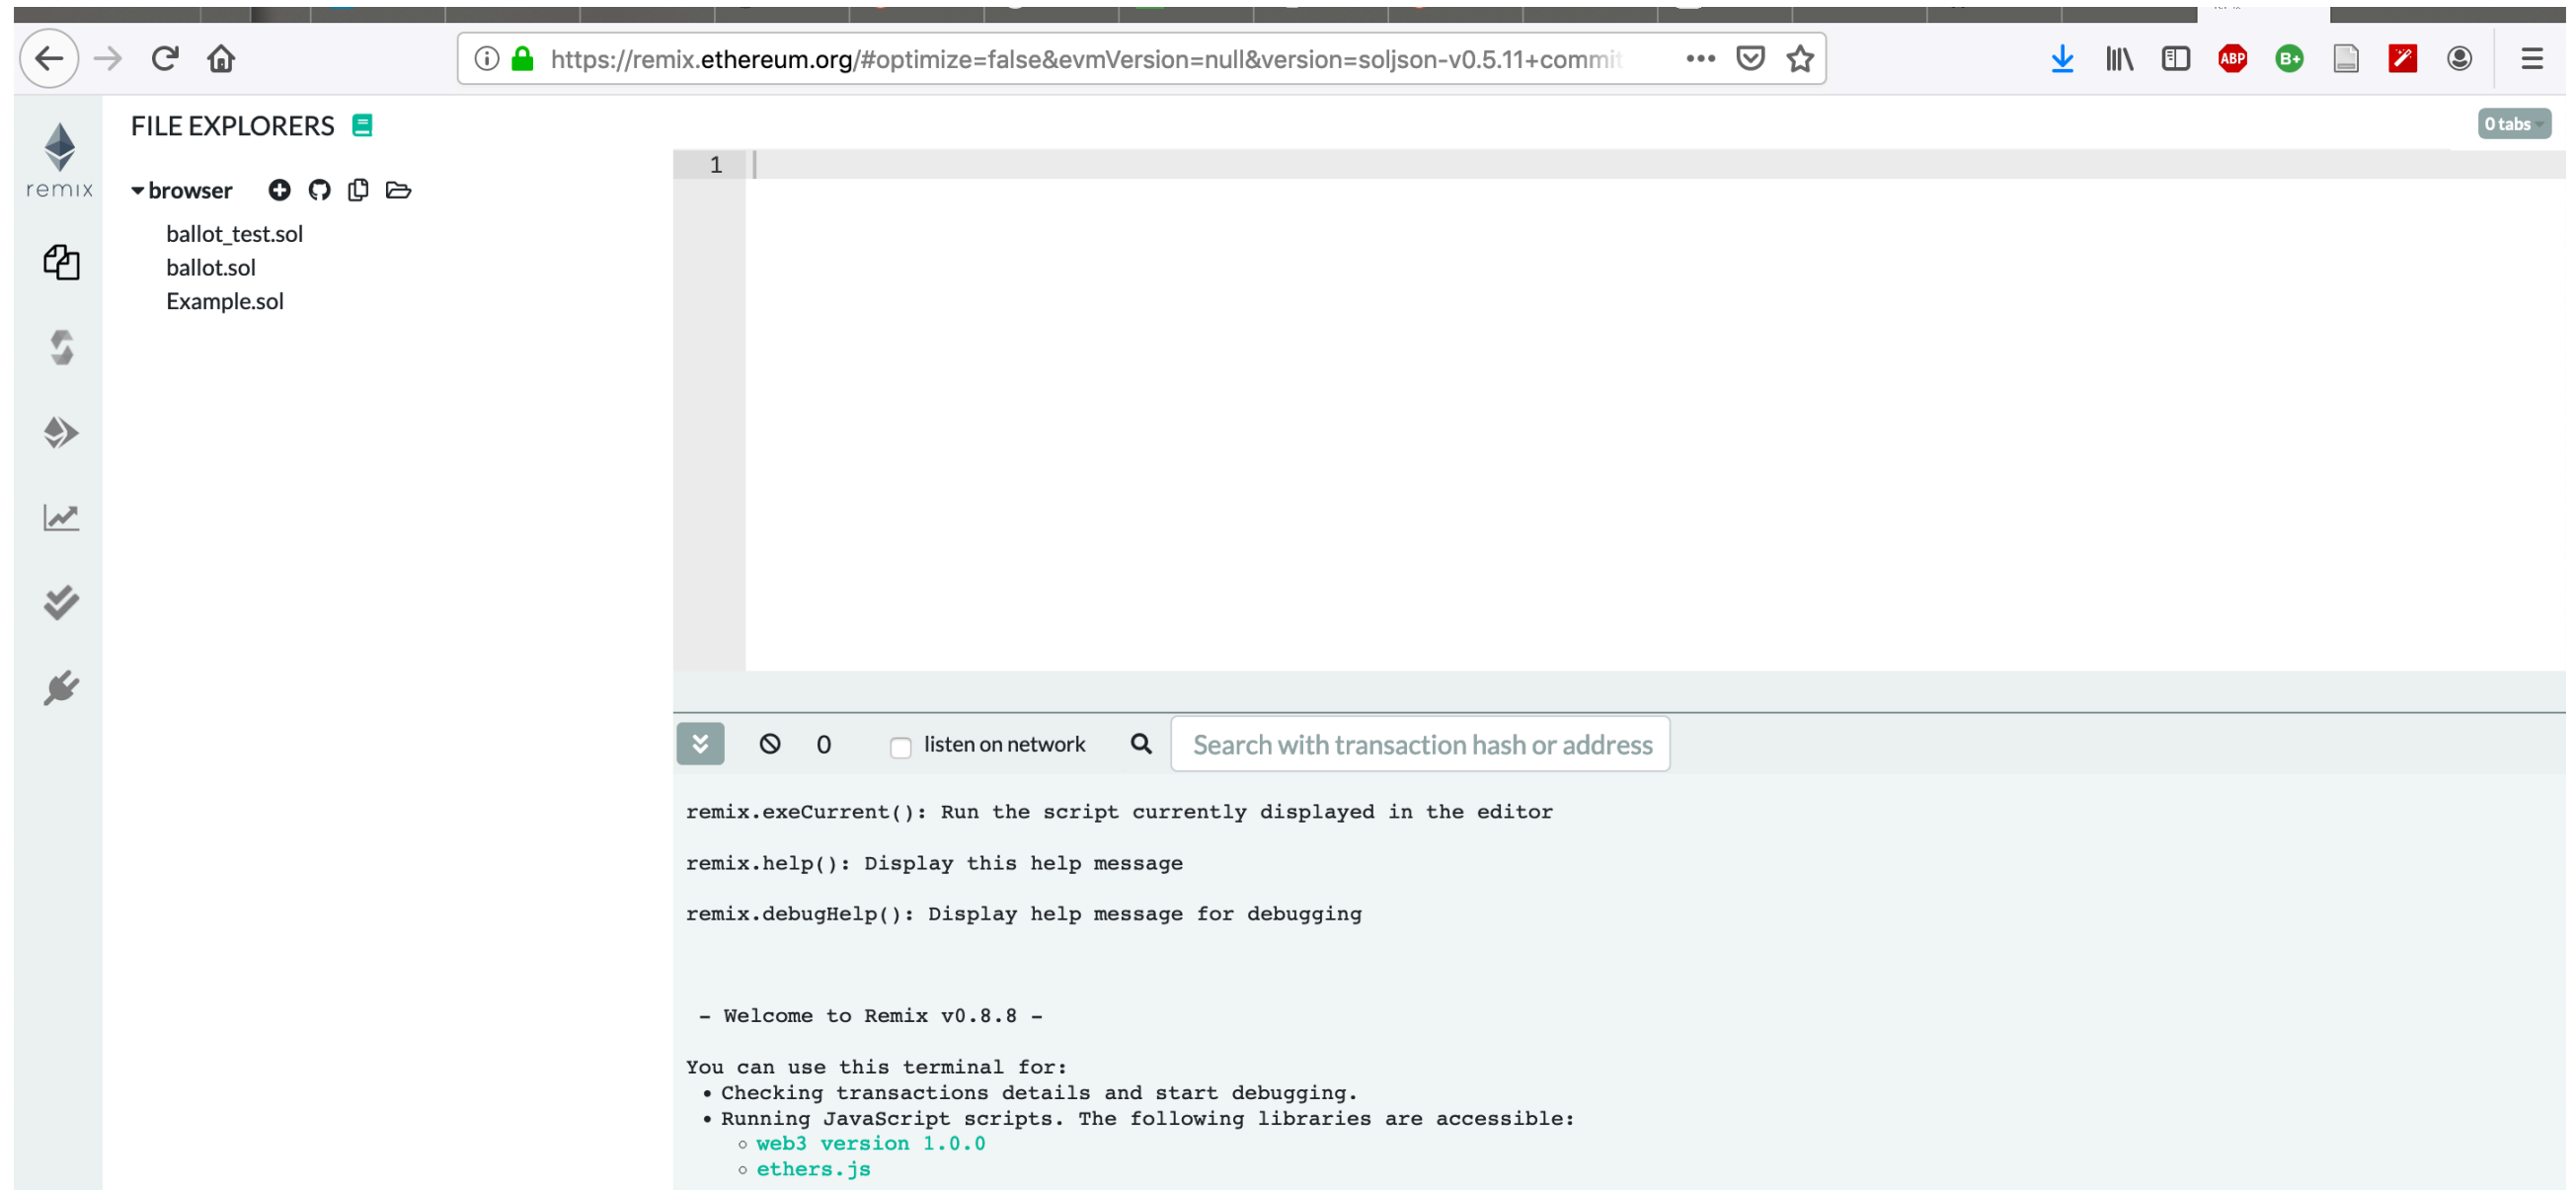 https://remix.ethereum.org/#optimize=false&evmVersion=null&version=soljson-v0.5.11+commit
ABP
B+
remix
FILE EXPLORERS
0 tabs
browser
ballot_test.sol
ballot.sol
Example.sol
1
0
listen on network
Search with transaction hash or address
remix.exeCurrent(): Run the script currently displayed in the editor
remix.help(): Display this help message
remix.debugHelp(): Display help message for debugging
- Welcome to Remix v0.8.8 -
You can use this terminal for:
• Checking transactions details and start debugging.
• Running JavaScript scripts. The following libraries are accessible:
◦ web3 version 1.0.0
◦ ethers.js